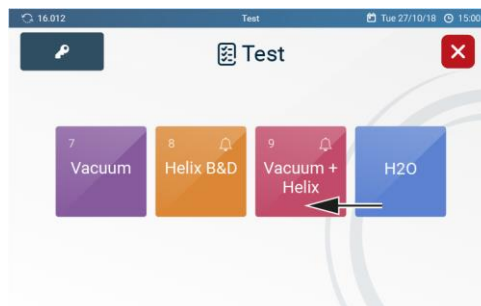 16.012
Test
Tue 27/10/18
15:00
Test
7
Vacuum
8
Helix B&D
9
Vacuum +
Helix
H2O